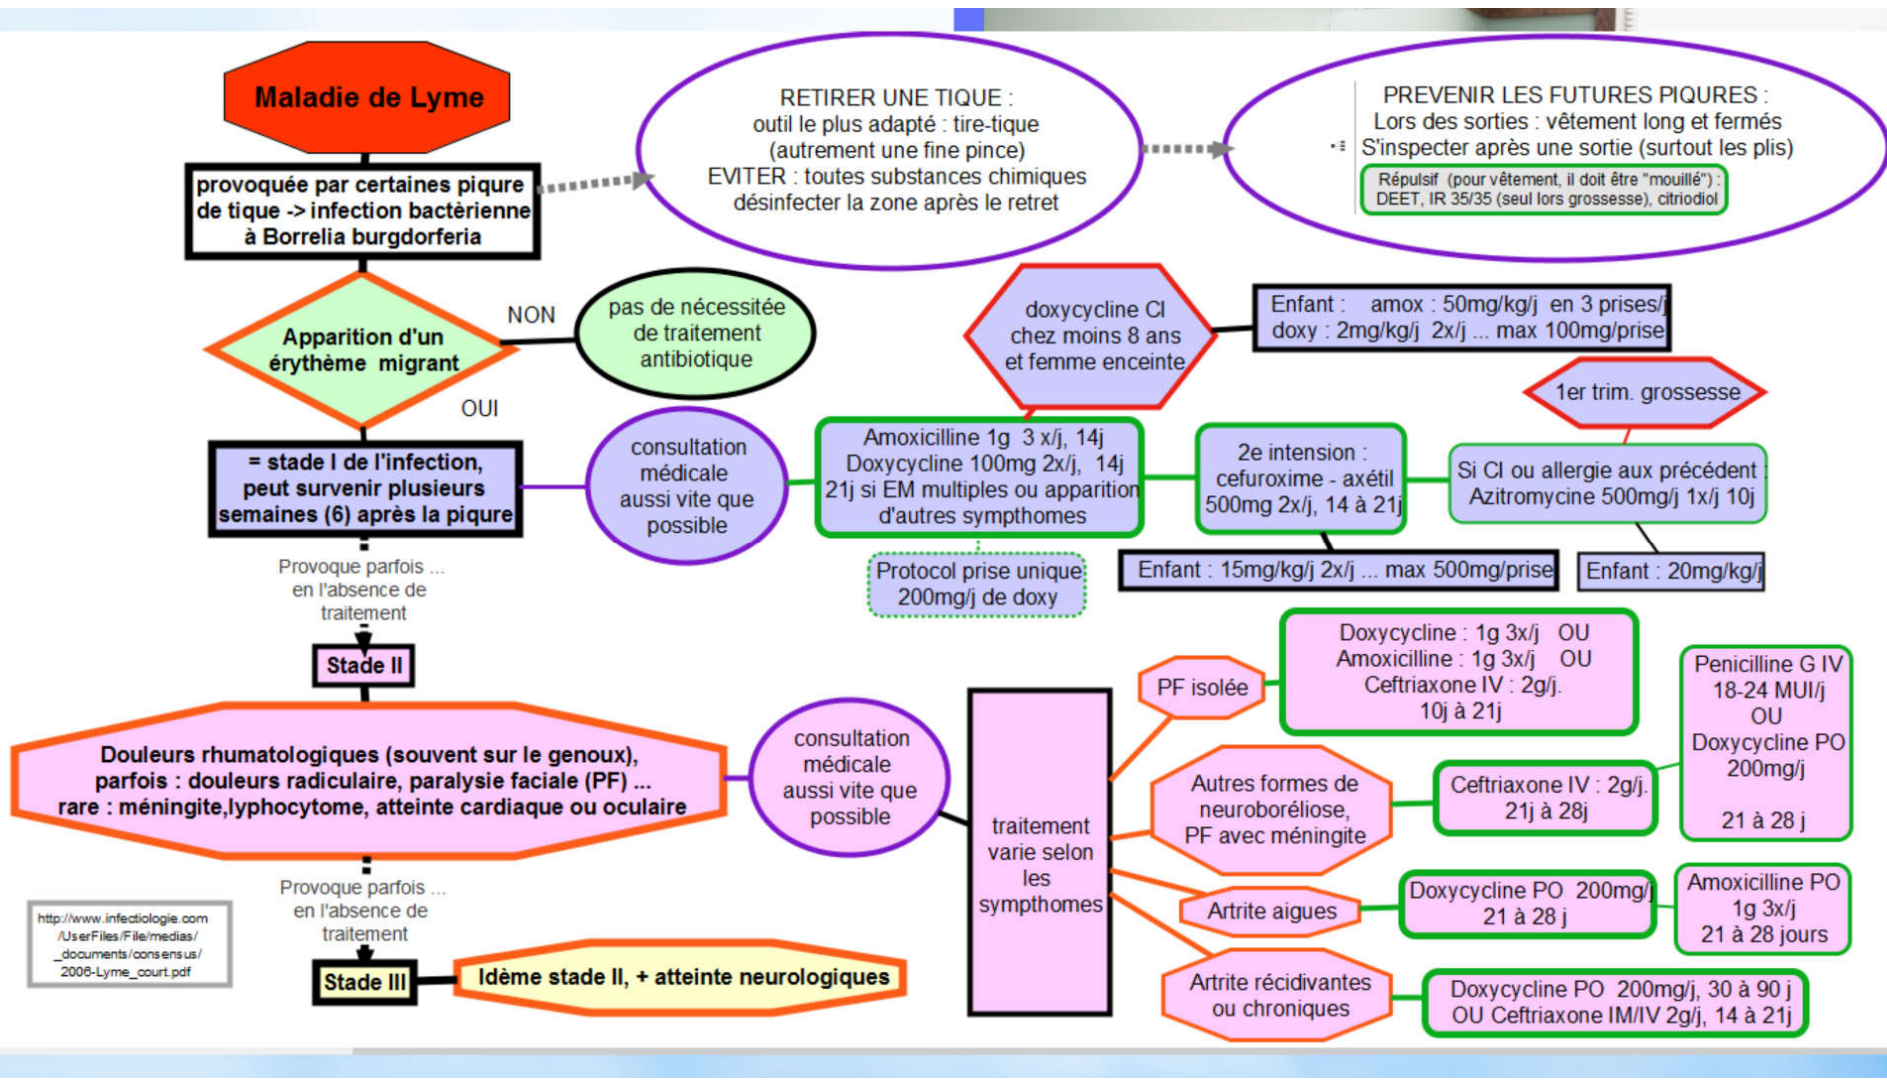 Maladie de Lyme
provoquée par certaines piqure
de tique -> infection bactèrienne
à Borrelia burgdorferia
RETIRER UNE TIQUE :
outil le plus adapté : tire-tique
(autrement une fine pince)
EVITER : toutes substances chimiques
désinfecter la zone après le retret
PREVENIR LES FUTURES PIQURES :
Lors des sorties : vêtement long et fermés
S'inspecter après une sortie (surtout les plis)
Répulsif (pour vêtement, il doit être "mouillé") :
DEET, IR 35/35 (seul lors grossesse), citriodiol
Apparition d'un
érythème migrant
NON
pas de nécessitée
de traitement
antibiotique
OUI
= stade I de l'infection,
peut survenir plusieurs
semaines (6) après la piqure
consultation
médicale
aussi vite que
possible
Amoxicilline 1g 3 x/j, 14j
Doxycycline 100mg 2x/j, 14j
21j si EM multiples ou apparition
d'autres sympthomes
doxycycline CI
chez moins 8 ans
et femme enceinte
Enfant : amox : 50mg/kg/j en 3 prises/j
doxy : 2mg/kg/j 2x/j ... max 100mg/prise
Protocol prise unique
200mg/j de doxy
2e intension :
cefuroxime - axétil
500mg 2x/j, 14 à 21j
Enfant : 15mg/kg/j 2x/j ... max 500mg/prise
1er trim. grossesse
Si CI ou allergie aux précédent :
Azitromycine 500mg/j 1x/j 10j
Enfant : 20mg/kg/j
Provoque parfois ...
en l'absence de
traitement
Stade II
Douleurs rhumatologiques (souvent sur le genoux),
parfois : douleurs radiculaire, paralysie faciale (PF) ...
rare : méningite,lyphocytome, atteinte cardiaque ou oculaire
consultation
médicale
aussi vite que
possible
traitement
varie selon
les
sympthomes
PF isolée
Doxycycline : 1g 3x/j OU
Amoxicilline : 1g 3x/j OU
Ceftriaxone IV : 2g/j.
10j à 21j
Autres formes de
neuroboréliose,
PF avec méningite
Ceftriaxone IV : 2g/j.
21j à 28j
Penicilline G IV
18-24 MUI/j
OU
Doxycycline PO
200mg/j
21 à 28 j
Artrite aigues
Doxycycline PO 200mg/j
21 à 28 j
Amoxicilline PO
1g 3x/j
21 à 28 jours
Artrite récidivantes
ou chroniques
Doxycycline PO 200mg/j, 30 à 90 j
OU Ceftriaxone IM/IV 2g/j, 14 à 21j
Provoque parfois ...
en l'absence de
traitement
Stade III
Idème stade II, + atteinte neurologiques
http://www.infectiologie.com
/UserFiles/File/medias/
_documents/consensus/
2006-Lyme_court.pdf